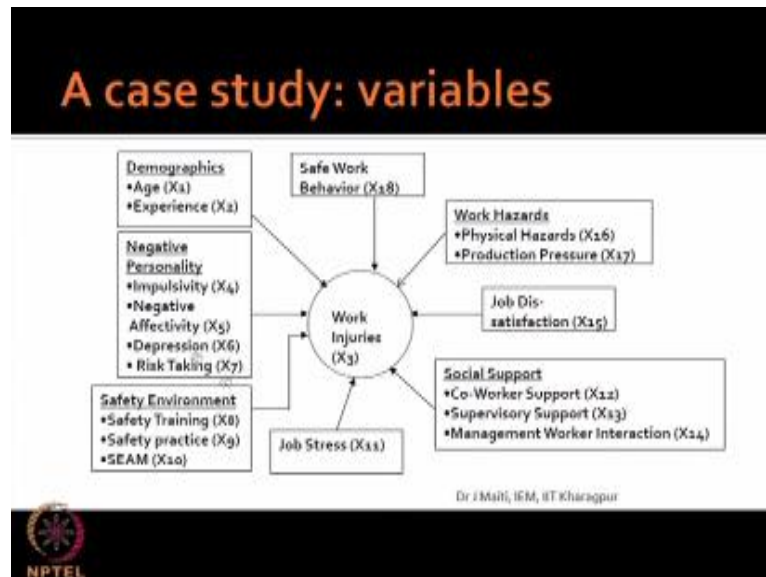 A case study: variables
Demographics
•Age (X1)
•Experience (X2)
Safe Work
Behavior (X18)
Work Hazards
•Physical Hazards (X16)
•Production Pressure (X17)
Negative
Personality
•Impulsivity (X4)
•Negative
Affectivity (X5)
•Depression (X6)
•Risk Taking (X7)
Work
Injuries
(X3)
Job Dis-
satisfaction (X15)
Safety Environment
•Safety Training (X8)
•Safety practice (X9)
•SEAM (X10)
Job Stress (X11)
Social Support
•Co-Worker Support (X12)
•Supervisory Support (X13)
•Management Worker Interaction (X14)
Dr J Maiti, IEM, IIT Kharagpur
NPTEL